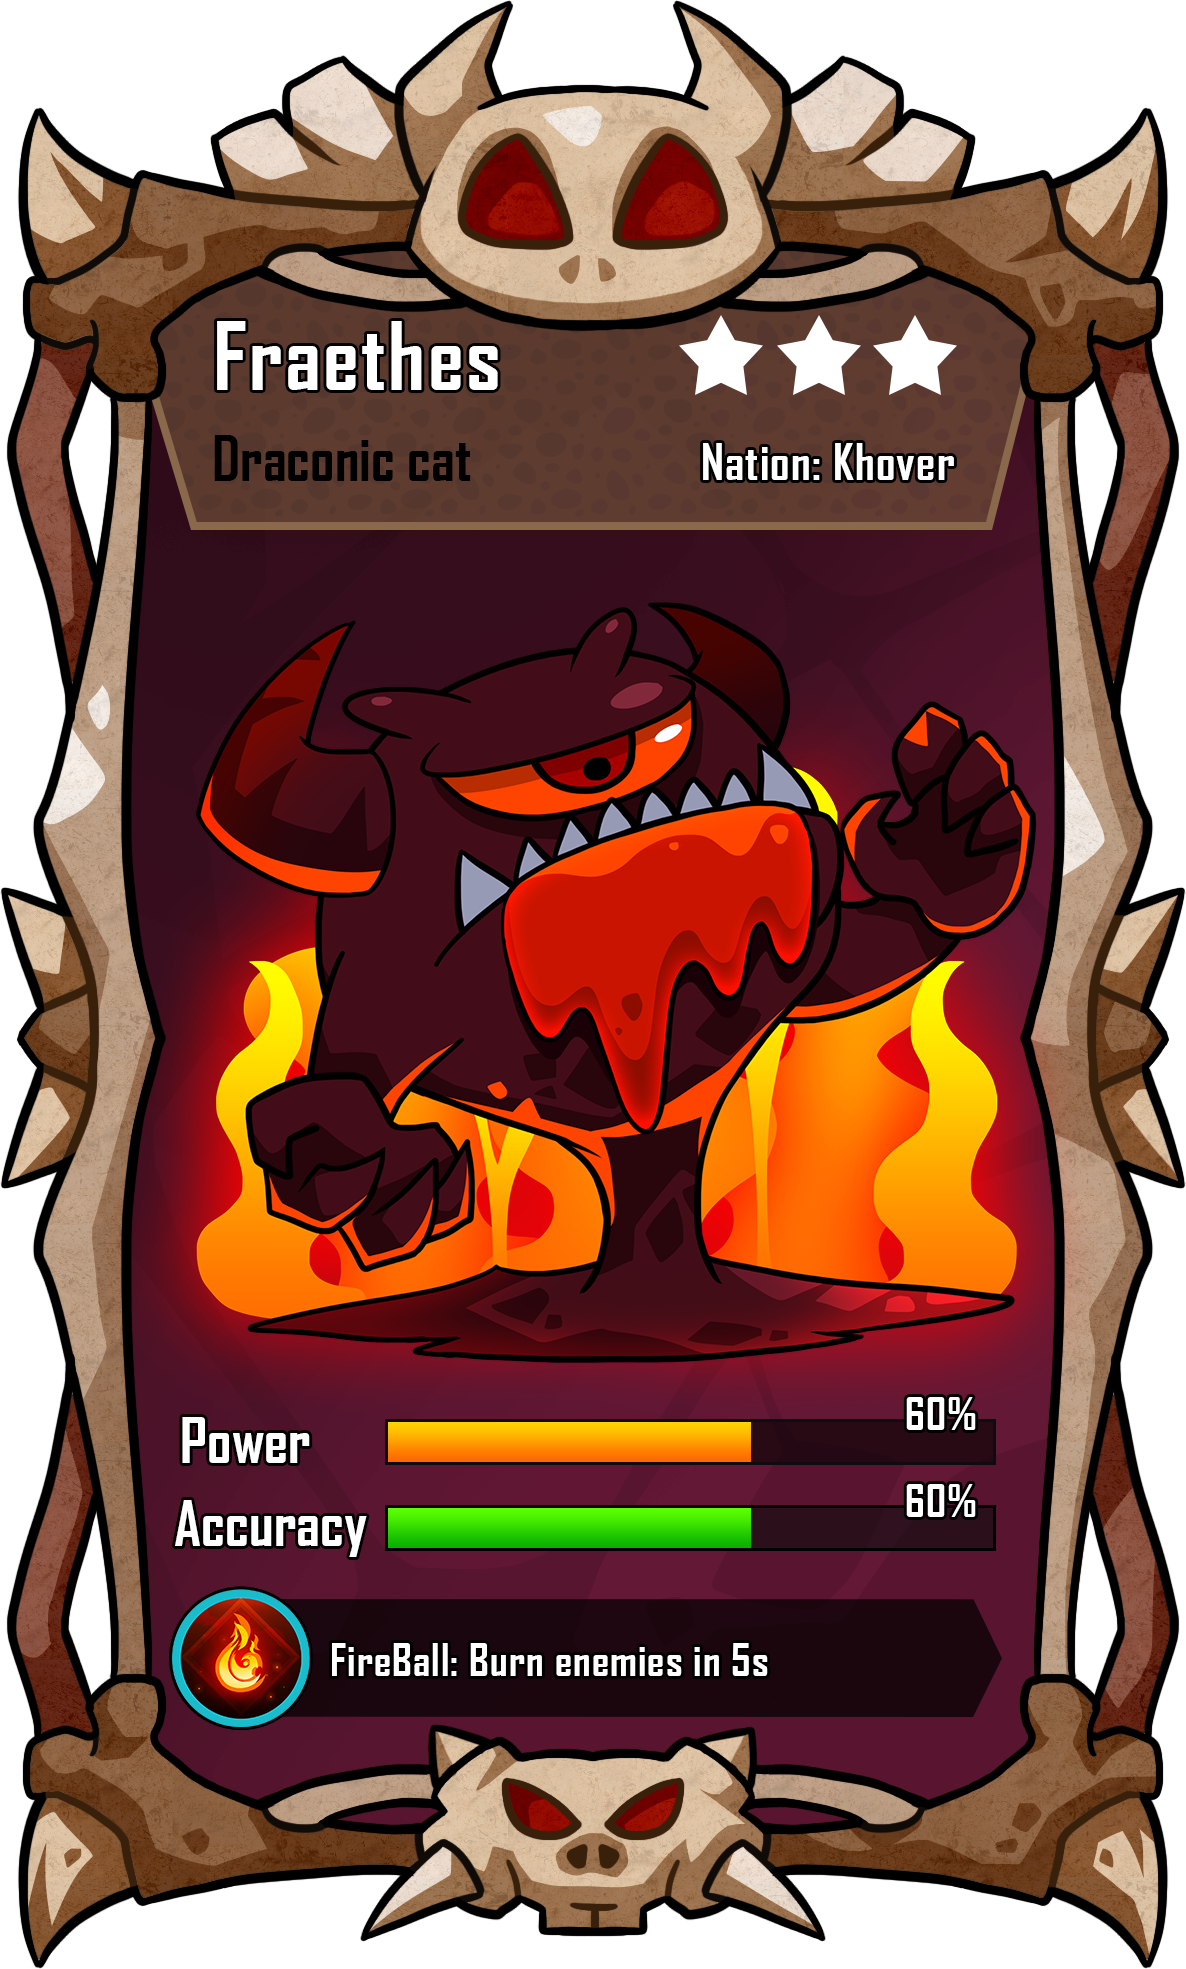 Fraethes
Draconic cat
Nation: Khover
Power
60%
Accuracy
60%
FireBall: Burn enemies in 5s